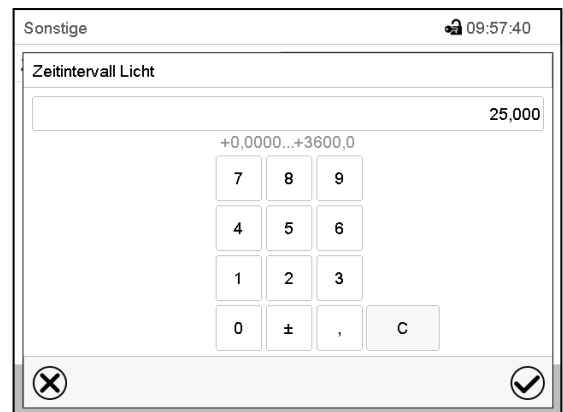 Sonstige 09:57:40
Zeitintervall Licht
25,000
+0,0000...+3600,0
7 8 9
4 5 6
1 2 3
0 ± , C